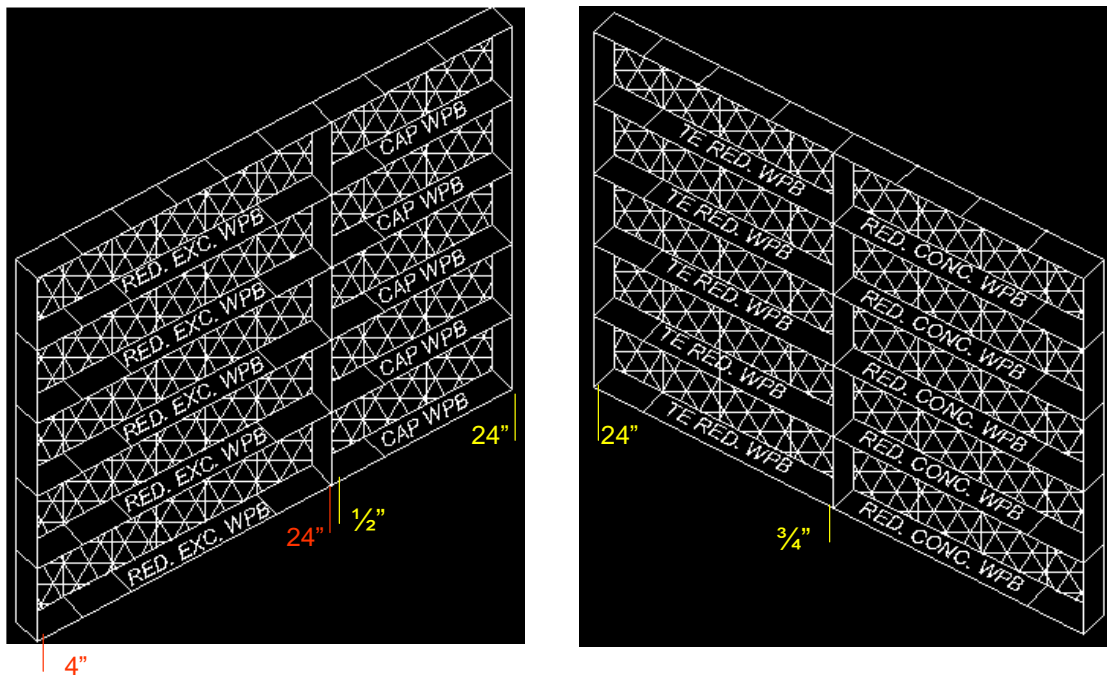 CAP WPB
RED. EXC. WPB
CAP WPB
RED. EXC. WPB
CAP WPB
RED. EXC. WPB
CAP WPB
RED. EXC. WPB
CAP WPB
RED. EXC. WPB
24”
½”
24”
4”
TE RED. WPB
RED. CONC. WPB
TE RED. WPB
RED. CONC. WPB
TE RED. WPB
RED. CONC. WPB
TE RED. WPB
RED. CONC. WPB
TE RED. WPB
RED. CONC. WPB
24”
¾”